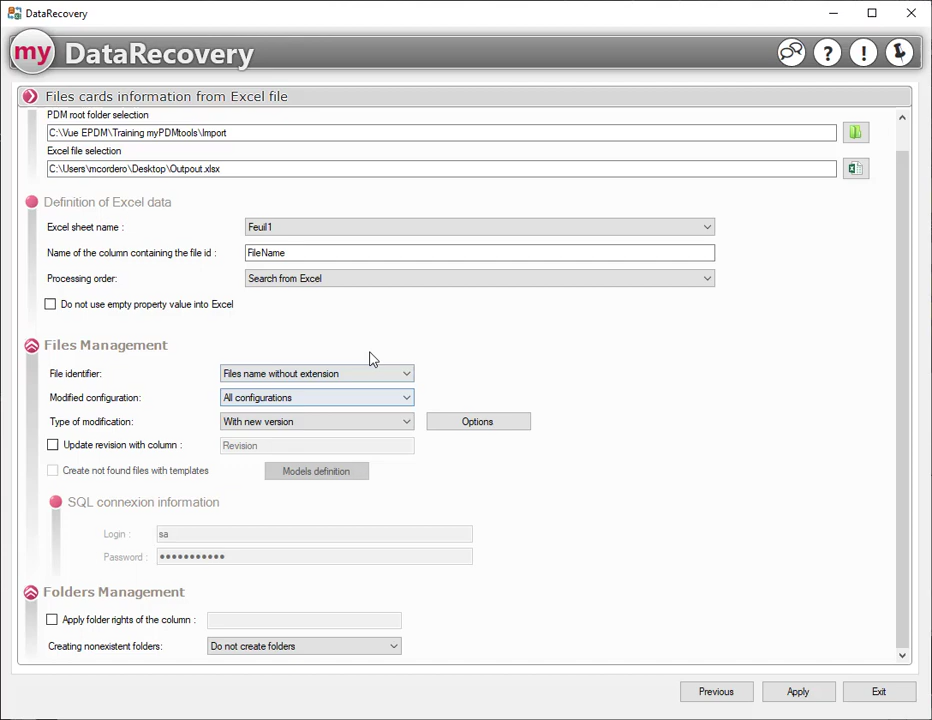 DataRecovery
my DataRecovery
? !
Files cards information from Excel file
PDM root folder selection
C:\Vue EPDM\Training myPDMtools\Import
Excel file selection
C:\Users\mcordero\Desktop\Outpout.xlsx
Definition of Excel data
Excel sheet name : Feuil1
Name of the column containing the file id : FileName
Processing order: Search from Excel
Do not use empty property value into Excel
Files Management
File identifier: Files name without extension
Modified configuration: All configurations
Type of modification: With new version Options
Update revision with column : Revision
Create not found files with templates Models definition
SQL connexion information
Login : sa
Password : ●●●●●●●●●●●
Folders Management
Apply folder rights of the column :
Creating nonexistent folders: Do not create folders
Previous Apply Exit